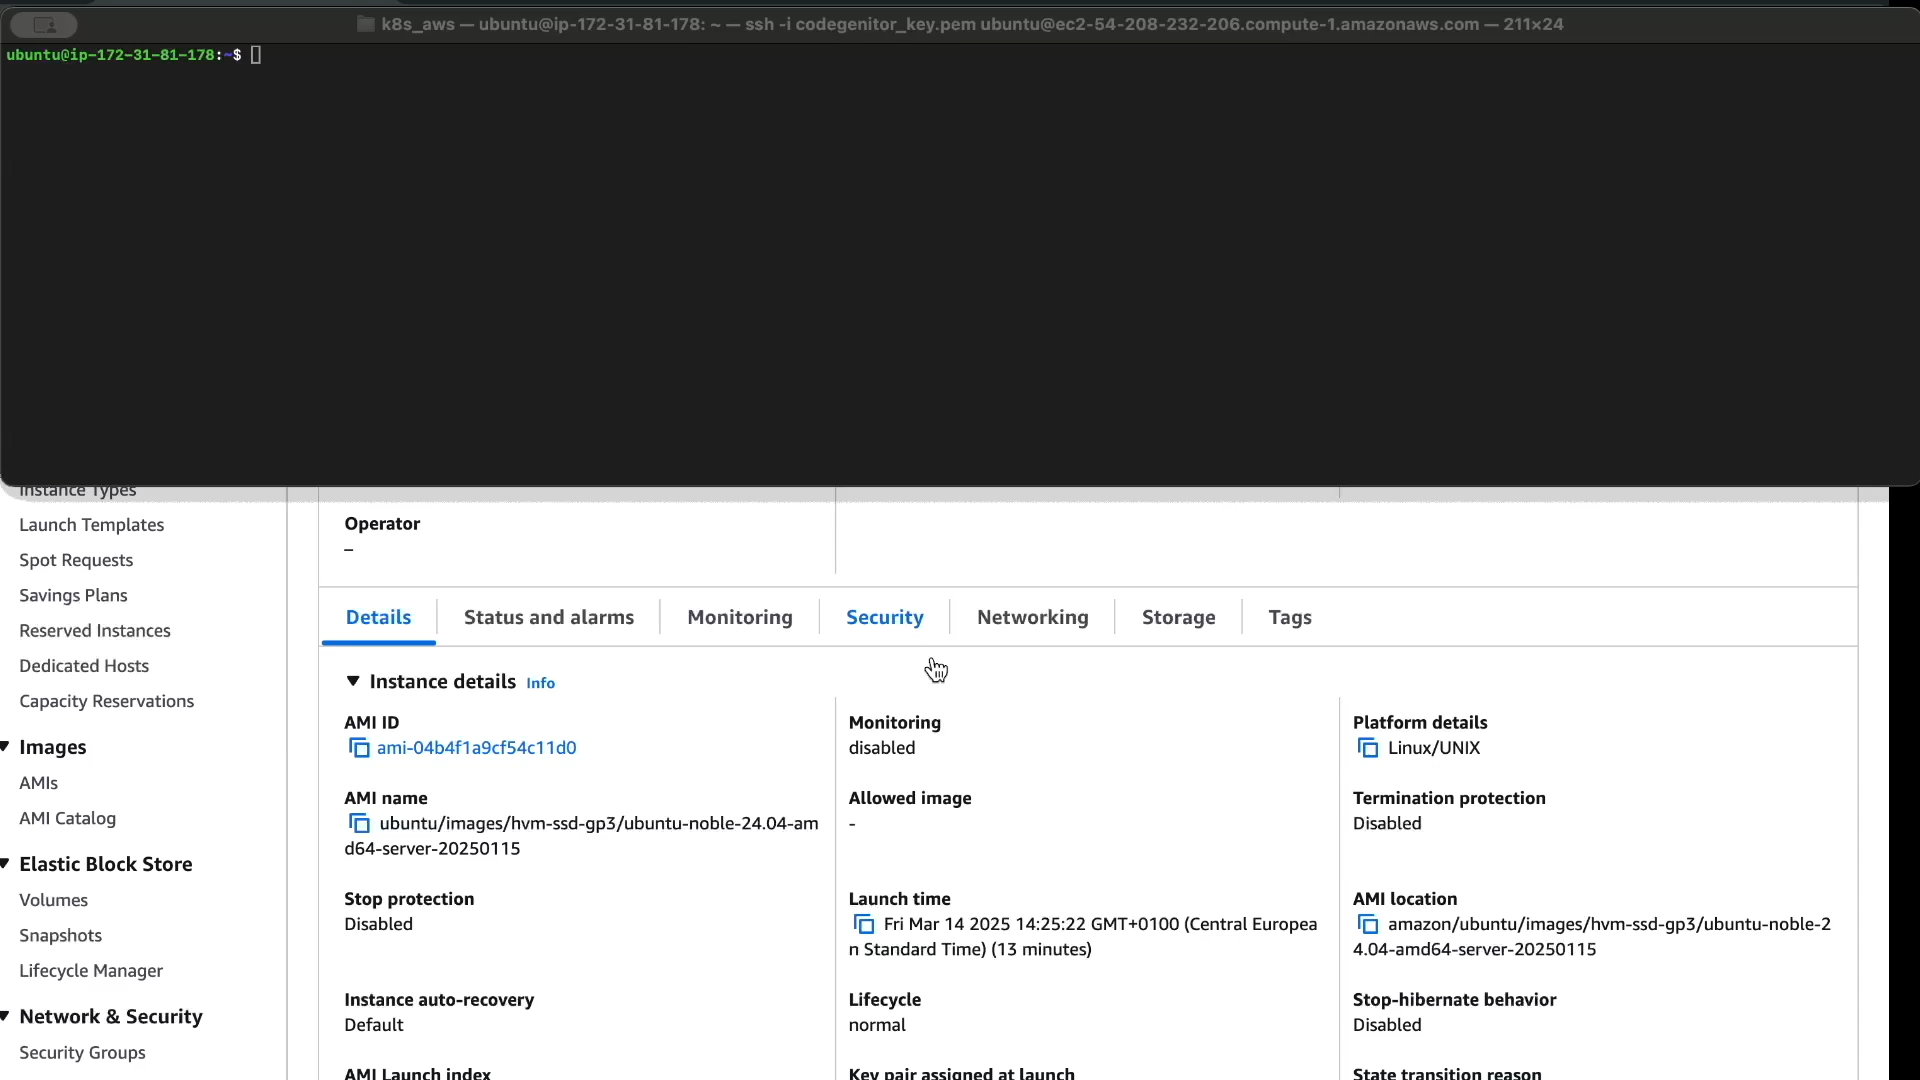 k8s_aws — ubuntu@ip-172-31-81-178: ~ — ssh -i codegenitor_key.pem ubuntu@ec2-54-208-232-206.compute-1.amazonaws.com — 211×24
ubuntu@ip-172-31-81-178:~$
Instance Types
Launch Templates
Spot Requests
Savings Plans
Reserved Instances
Dedicated Hosts
Capacity Reservations
Images
AMIs
AMI Catalog
Elastic Block Store
Volumes
Snapshots
Lifecycle Manager
Network & Security
Security Groups
Operator
–
Details
Status and alarms
Monitoring
Security
Networking
Storage
Tags
Instance details Info
AMI ID
ami-04b4f1a9cf54c11d0
Monitoring
disabled
Platform details
Linux/UNIX
AMI name
ubuntu/images/hvm-ssd-gp3/ubuntu-noble-24.04-am
d64-server-20250115
Allowed image
-
Termination protection
Disabled
Stop protection
Disabled
Launch time
Fri Mar 14 2025 14:25:22 GMT+0100 (Central Europea
n Standard Time) (13 minutes)
AMI location
amazon/ubuntu/images/hvm-ssd-gp3/ubuntu-noble-2
4.04-amd64-server-20250115
Instance auto-recovery
Default
Lifecycle
normal
Stop-hibernate behavior
Disabled
AMI Launch index
Key pair assigned at launch
State transition reason